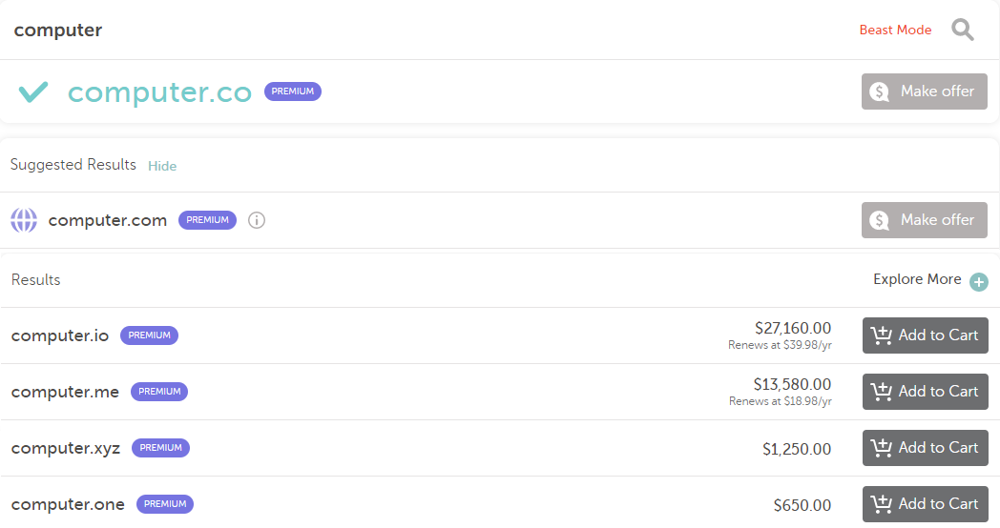 computer
Beast Mode
computer.co PREMIUM
Make offer
Suggested Results Hide
computer.com PREMIUM
Make offer
Results
Explore More
computer.io PREMIUM
$27,160.00
Renews at $39.98/yr
Add to Cart
computer.me PREMIUM
$13,580.00
Renews at $18.98/yr
Add to Cart
computer.xyz PREMIUM
$1,250.00
Add to Cart
computer.one PREMIUM
$650.00
Add to Cart